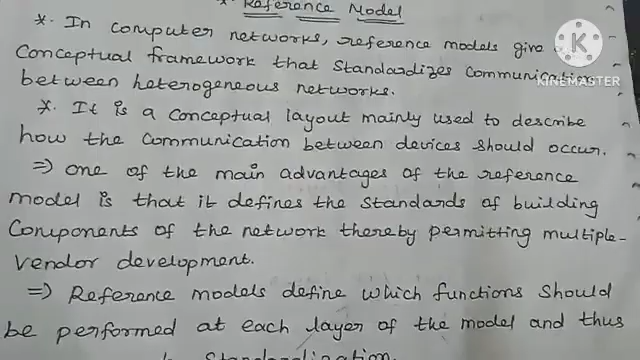 * Reference Model
* In computer networks, reference models give a
Conceptual framework that standardizes communication
between heterogeneous networks.
* It is a conceptual layout mainly used to describe
how the communication between devices should occur.
⇒ one of the main advantages of the reference
model is that it defines the standards of building
Components of the network thereby permitting multiple-
vendor development.
⇒ Reference models define which functions should
be performed at each layer of the model and thus
Standardization.
KINEMASTER